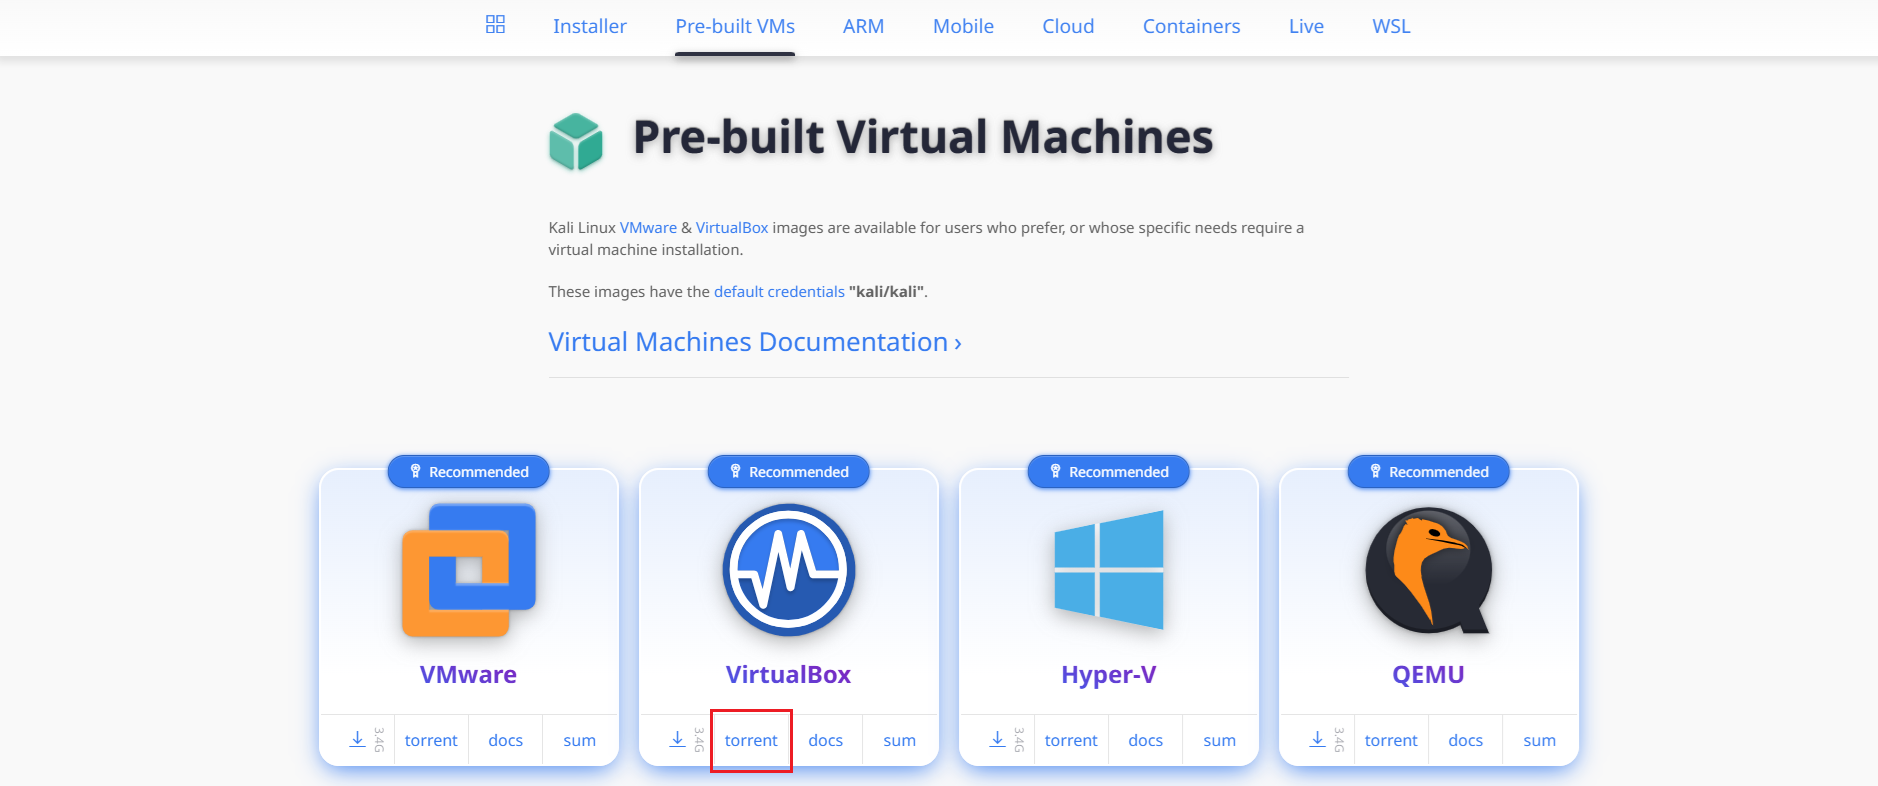 Installer Pre-built VMs ARM Mobile Cloud Containers Live WSL
Pre-built Virtual Machines
Kali Linux VMware & VirtualBox images are available for users who prefer, or whose specific needs require a
virtual machine installation.
These images have the default credentials "kali/kali".
Virtual Machines Documentation ›
Recommended Recommended Recommended Recommended
VMware VirtualBox Hyper-V QEMU
3.4G torrent docs sum 3.4G torrent docs sum 3.4G torrent docs sum 3.4G torrent docs sum